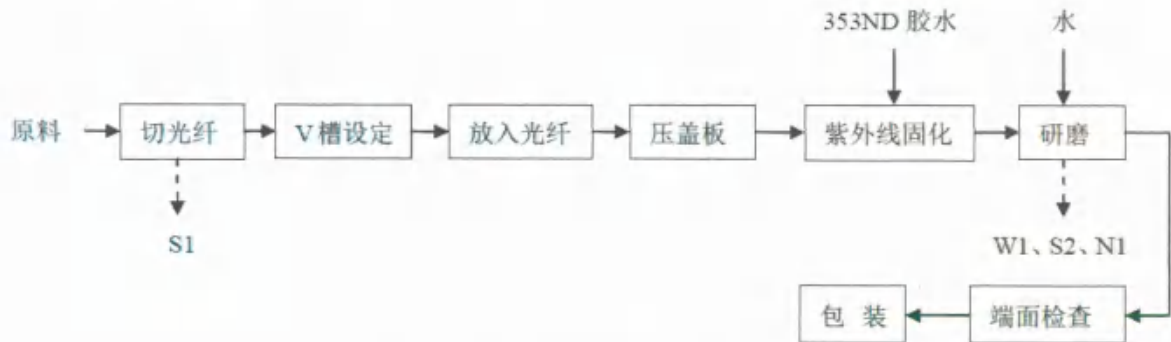 353ND 胶水
水
原料
切光纤
V槽设定
放入光纤
压盖板
紫外线固化
研磨
S1
W1、S2、N1
包 装
端面检查